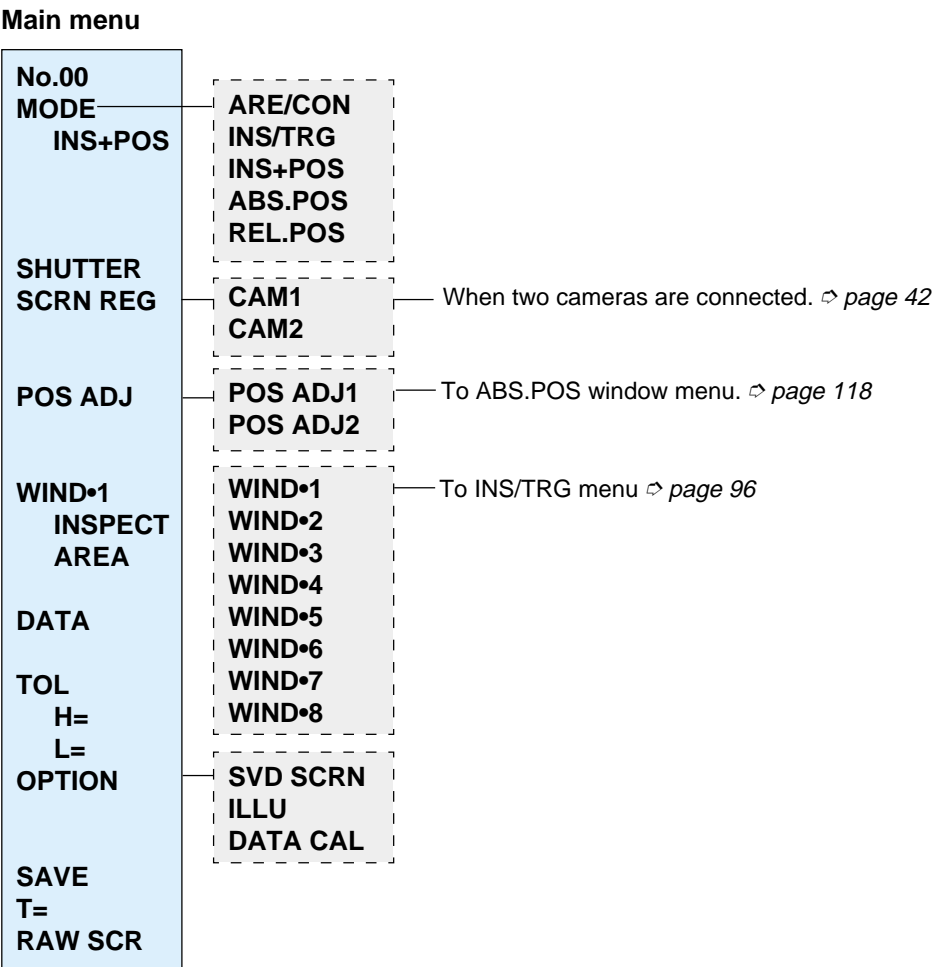 Main menu
No.00
MODE
INS+POS
ARE/CON
INS/TRG
INS+POS
ABS.POS
REL.POS
SHUTTER
SCRN REG
CAM1
CAM2
When two cameras are connected. ➩ page 42
POS ADJ
POS ADJ1
POS ADJ2
To ABS.POS window menu. ➩ page 118
WIND•1
INSPECT
AREA
WIND•1
WIND•2
WIND•3
WIND•4
WIND•5
WIND•6
WIND•7
WIND•8
To INS/TRG menu ➩ page 96
DATA
TOL
H=
L=
OPTION
SVD SCRN
ILLU
DATA CAL
SAVE
T=
RAW SCR